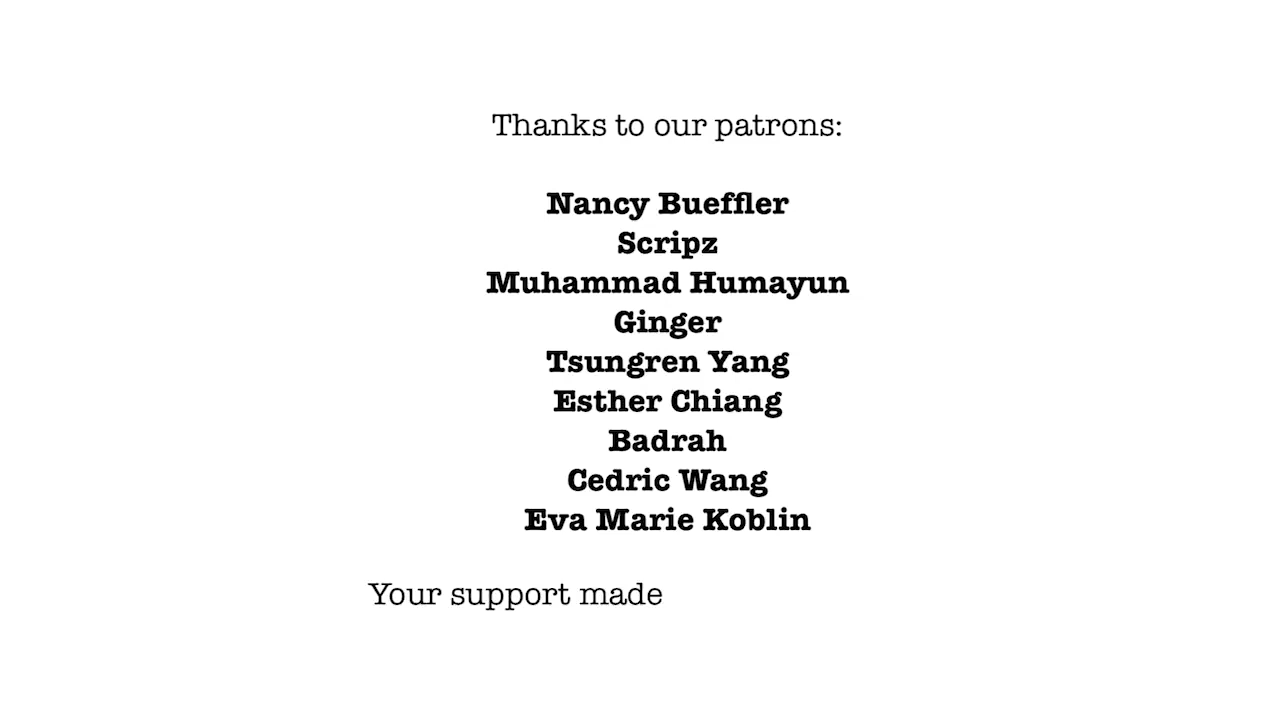 Thanks to our patrons:
Nancy Bueffler
Scripz
Muhammad Humayun
Ginger
Tsungren Yang
Esther Chiang
Badrah
Cedric Wang
Eva Marie Koblin
Your support made